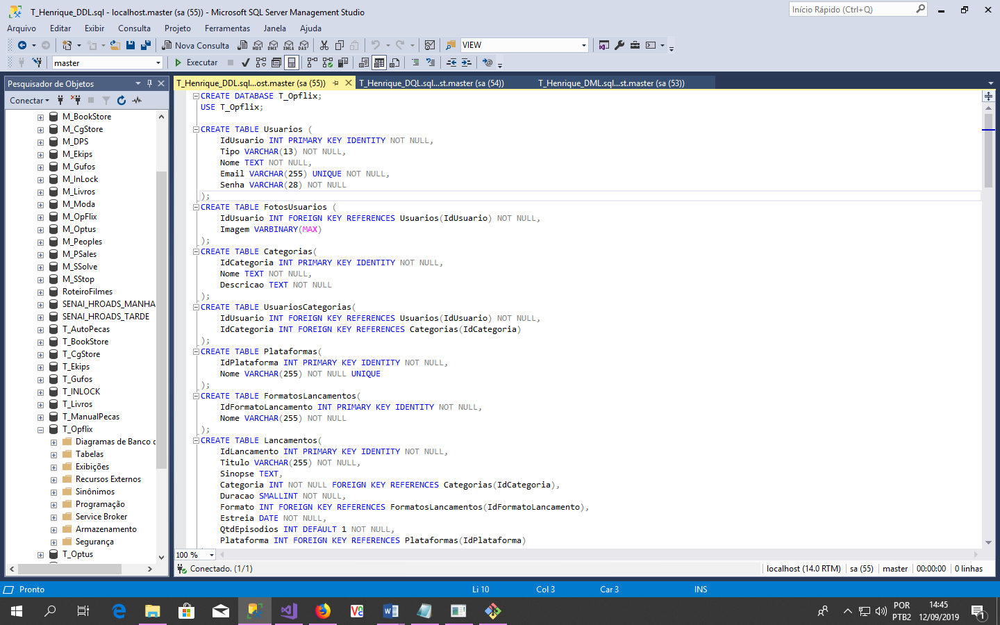 T_Henrique_DDL.sql - localhost.master (sa (55)) - Microsoft SQL Server Management Studio
Início Rápido (Ctrl+Q)
Arquivo Editar Exibir Consulta Projeto Ferramentas Janela Ajuda
Nova Consulta
MDX DMX XMLA DAX
VIEW
master
Executar
Pesquisador de Objetos
T_Henrique_DDL.sql...ost.master (sa (55))
T_Henrique_DQL.sql...st.master (sa (54))
T_Henrique_DML.sql...st.master (sa (53))
Conectar
M_BookStore
M_CgStore
M_DPS
M_Ekips
M_Gufos
M_InLock
M_Livros
M_Moda
M_OpFlix
M_Optus
M_Peoples
M_PSales
M_SSolve
M_SStop
RoteiroFilmes
SENAI_HROADS_MANHA
SENAI_HROADS_TARDE
T_AutoPecas
T_BookStore
T_CgStore
T_Ekips
T_Gufos
T_INLOCK
T_Livros
T_ManualPecas
T_Opflix
Diagramas de Banco
Tabelas
Exibições
Recursos Externos
Sinônimos
Programação
Service Broker
Armazenamento
Segurança
T_Optus
CREATE DATABASE T_Opflix;
USE T_Opflix;
CREATE TABLE Usuarios (
IdUsuario INT PRIMARY KEY IDENTITY NOT NULL,
Tipo VARCHAR(13) NOT NULL,
Nome TEXT NOT NULL,
Email VARCHAR(255) UNIQUE NOT NULL,
Senha VARCHAR(28) NOT NULL
);
CREATE TABLE FotosUsuarios (
IdUsuario INT FOREIGN KEY REFERENCES Usuarios(IdUsuario) NOT NULL,
Imagem VARBINARY(MAX)
);
CREATE TABLE Categorias(
IdCategoria INT PRIMARY KEY IDENTITY NOT NULL,
Nome TEXT NOT NULL,
Descricao TEXT NOT NULL
);
CREATE TABLE UsuariosCategorias(
IdUsuario INT FOREIGN KEY REFERENCES Usuarios(IdUsuario) NOT NULL,
IdCategoria INT FOREIGN KEY REFERENCES Categorias(IdCategoria)
);
CREATE TABLE Plataformas(
IdPlataforma INT PRIMARY KEY IDENTITY NOT NULL,
Nome VARCHAR(255) NOT NULL UNIQUE
);
CREATE TABLE FormatosLancamentos(
IdFormatoLancamento INT PRIMARY KEY IDENTITY NOT NULL,
Nome VARCHAR(255) NOT NULL
);
CREATE TABLE Lancamentos(
IdLancamento INT PRIMARY KEY IDENTITY NOT NULL,
Titulo VARCHAR(255) NOT NULL,
Sinopse TEXT,
Categoria INT NOT NULL FOREIGN KEY REFERENCES Categorias(IdCategoria),
Duracao SMALLINT NOT NULL,
Formato INT FOREIGN KEY REFERENCES FormatosLancamentos(IdFormatoLancamento),
Estreia DATE NOT NULL,
QtdEpisodios INT DEFAULT 1 NOT NULL,
Plataforma INT FOREIGN KEY REFERENCES Plataformas(IdPlataforma)
100 %
Conectado. (1/1)
localhost (14.0 RTM) sa (55) master 00:00:00 0 linhas
Pronto
Li 10 Col 3 Car 3 INS
POR
PTB2
14:45
12/09/2019
1